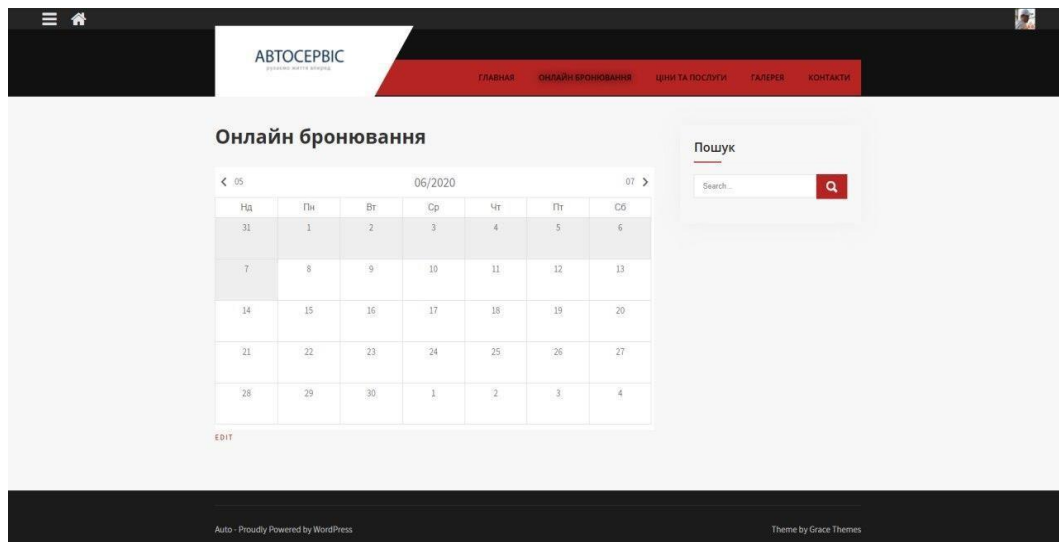 АВТОСЕРВІС
рухаємо життя вперед
ГЛАВНАЯ ОНЛАЙН БРОНЮВАННЯ ЦІНИ ТА ПОСЛУГИ ГАЛЕРЕЯ КОНТАКТИ
Онлайн бронювання
Пошук
Search...
05 06/2020 07
Нд Пн Вт Ср Чт Пт Сб
31 1 2 3 4 5 6
7 8 9 10 11 12 13
14 15 16 17 18 19 20
21 22 23 24 25 26 27
28 29 30 1 2 3 4
EDIT
Auto - Proudly Powered by WordPress
Theme by Grace Themes